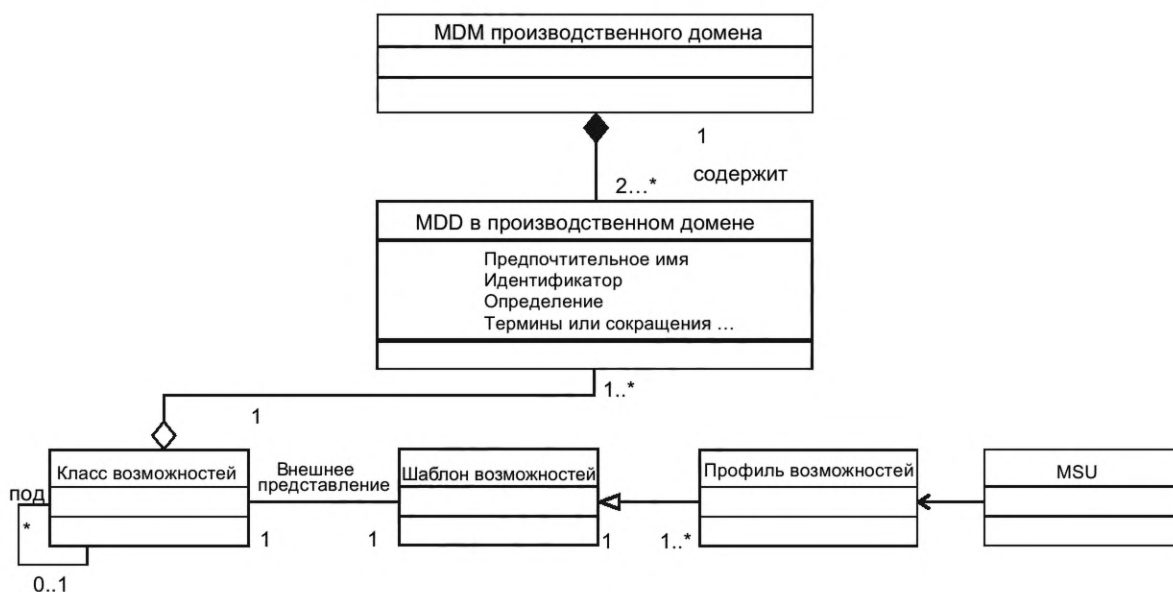 MDM производственного домена
1
содержит
2...*
MDD в производственном домене
Предпочтительное имя
Идентификатор
Определение
Термины или сокращения ...
1..*
1
Класс возможностей
Внешнее
представление
Шаблон возможностей
Профиль возможностей
MSU
под
*
0..1
1
1
1
1..*